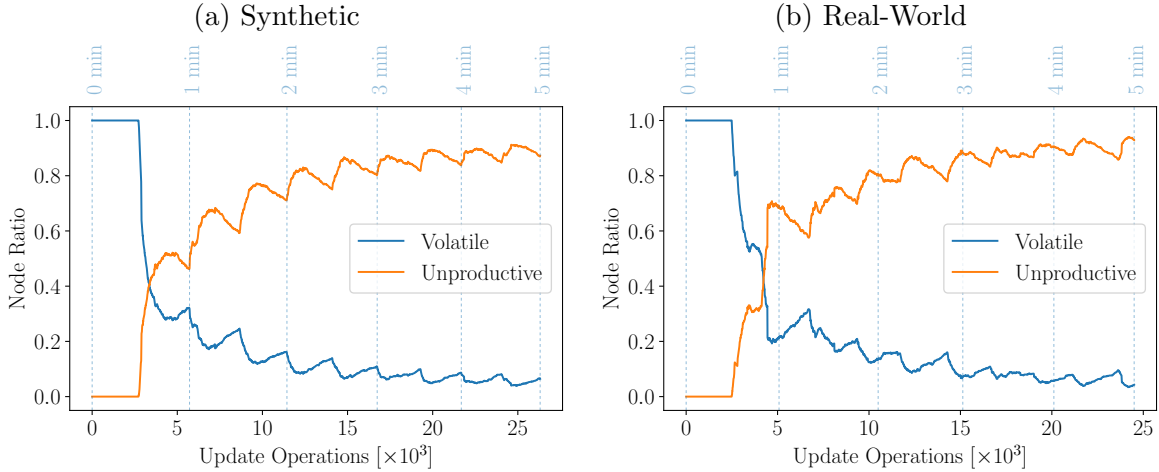 (a) Synthetic
0 min 1 min 2 min 3 min 4 min 5 min
1.0
0.8
0.6
0.4
0.2
0.0
Node Ratio
Volatile
Unproductive
0 5 10 15 20 25
Update Operations [×10³]
(b) Real-World
0 min 1 min 2 min 3 min 4 min 5 min
1.0
0.8
0.6
0.4
0.2
0.0
Node Ratio
Volatile
Unproductive
0 5 10 15 20 25
Update Operations [×10³]